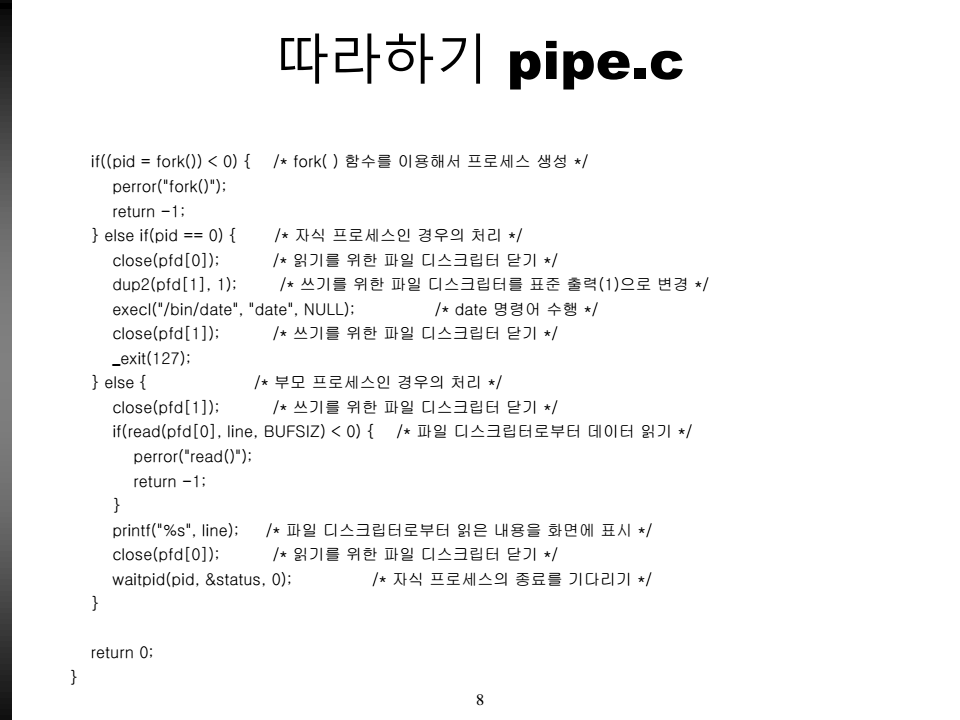 따라하기 pipe.c
if((pid = fork()) < 0) { /* fork( ) 함수를 이용해서 프로세스 생성 */
perror("fork()");
return -1;
} else if(pid == 0) { /* 자식 프로세스인 경우의 처리 */
close(pfd[0]); /* 읽기를 위한 파일 디스크립터 닫기 */
dup2(pfd[1], 1); /* 쓰기를 위한 파일 디스크립터를 표준 출력(1)으로 변경 */
execl("/bin/date", "date", NULL); /* date 명령어 수행 */
close(pfd[1]); /* 쓰기를 위한 파일 디스크립터 닫기 */
_exit(127);
} else { /* 부모 프로세스인 경우의 처리 */
close(pfd[1]); /* 쓰기를 위한 파일 디스크립터 닫기 */
if(read(pfd[0], line, BUFSIZ) < 0) { /* 파일 디스크립터로부터 데이터 읽기 */
perror("read()");
return -1;
}
printf("%s", line); /* 파일 디스크립터로부터 읽은 내용을 화면에 표시 */
close(pfd[0]); /* 읽기를 위한 파일 디스크립터 닫기 */
waitpid(pid, &status, 0); /* 자식 프로세스의 종료를 기다리기 */
}
return 0;
}
8